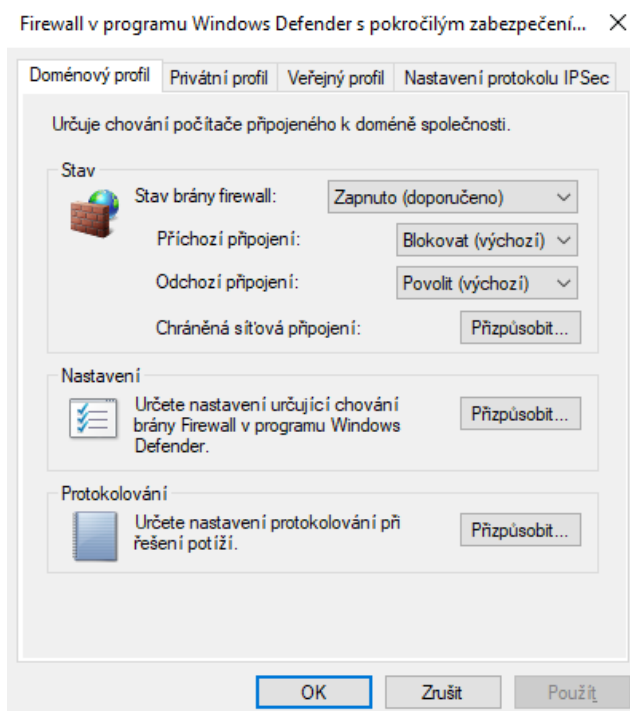 Firewall v programu Windows Defender s pokročilým zabezpečení...
Doménový profil Privátní profil Veřejný profil Nastavení protokolu IPSec
Určuje chování počítače připojeného k doméně společnosti.
Stav
Stav brány firewall: Zapnuto (doporučeno)
Příchozí připojení: Blokovat (výchozí)
Odchozí připojení: Povolit (výchozí)
Chráněná síťová připojení: Přizpůsobit...
Nastavení
Určete nastavení určující chování
brány Firewall v programu Windows
Defender.
Přizpůsobit...
Protokolování
Určete nastavení protokolování při
řešení potíží.
Přizpůsobit...
OK Zrušit Použít